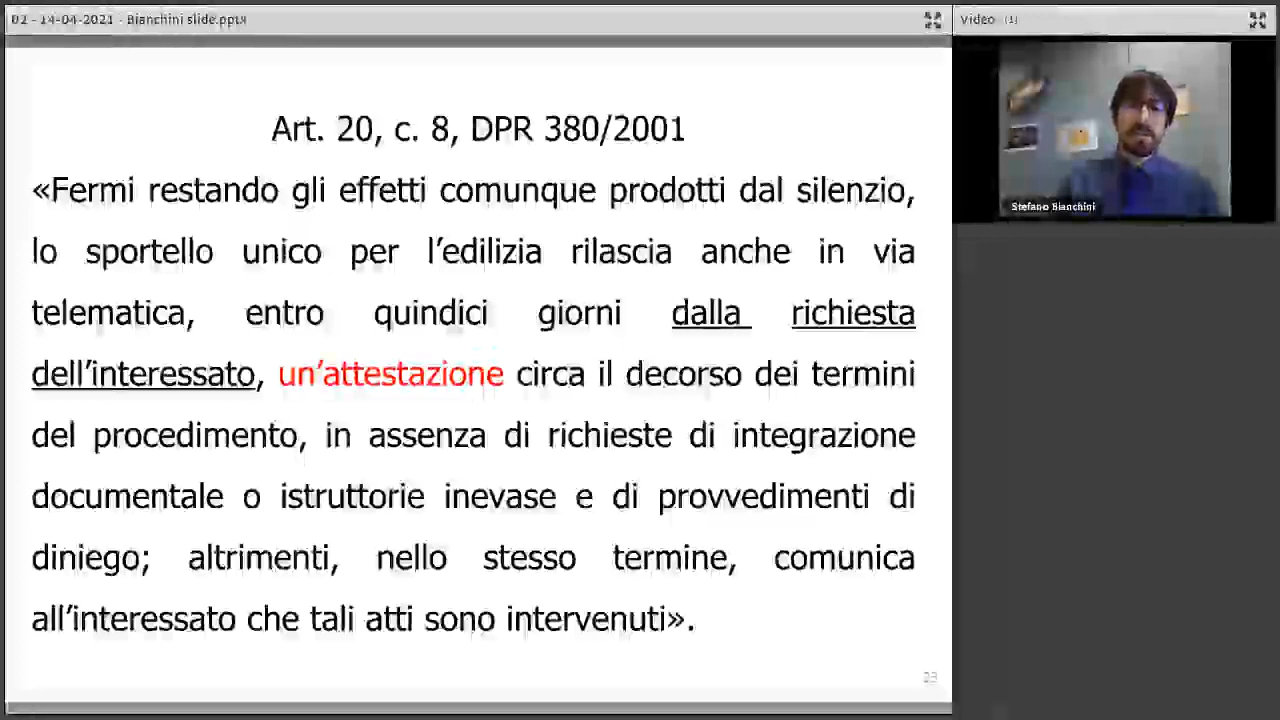 02 - 14-04-2021 - Bianchini slide.pptx
Video (1)
Stefano Bianchini
Art. 20, c. 8, DPR 380/2001
«Fermi restando gli effetti comunque prodotti dal silenzio,
lo sportello unico per l’edilizia rilascia anche in via
telematica, entro quindici giorni dalla richiesta
dell’interessato, un’attestazione circa il decorso dei termini
del procedimento, in assenza di richieste di integrazione
documentale o istruttorie inevase e di provvedimenti di
diniego; altrimenti, nello stesso termine, comunica
all’interessato che tali atti sono intervenuti».
23